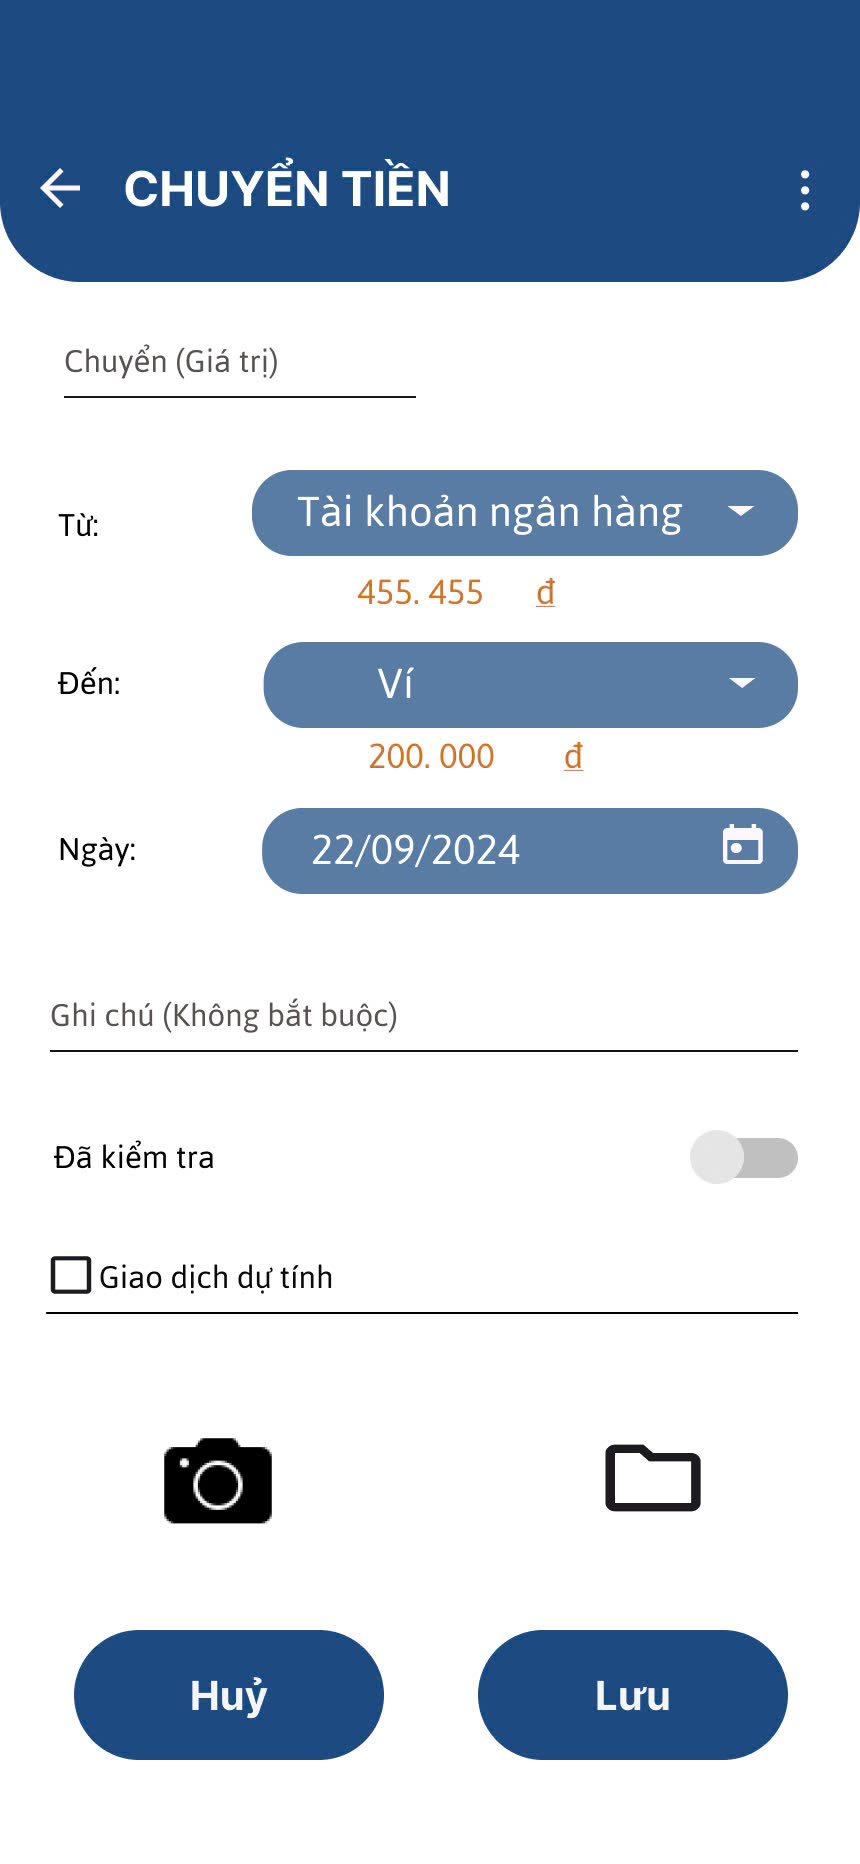 CHUYỂN TIỀN
Chuyển (Giá trị)
Từ:
Tài khoản ngân hàng
455. 455 đ
Đến:
Ví
200. 000 đ
Ngày:
22/09/2024
Ghi chú (Không bắt buộc)
Đã kiểm tra
Giao dịch dự tính
Huỷ
Lưu